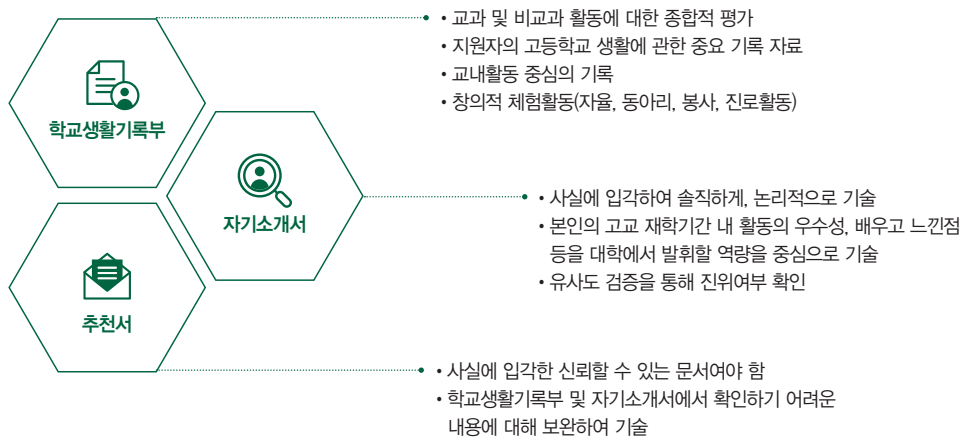 학교생활기록부
• 교과 및 비교과 활동에 대한 종합적 평가
• 지원자의 고등학교 생활에 관한 중요 기록 자료
• 교내활동 중심의 기록
• 창의적 체험활동(자율, 동아리, 봉사, 진로활동)
자기소개서
• 사실에 입각하여 솔직하게, 논리적으로 기술
• 본인의 고교 재학기간 내 활동의 우수성, 배우고 느낀점
등을 대학에서 발휘할 역량을 중심으로 기술
• 유사도 검증을 통해 진위여부 확인
추천서
• 사실에 입각한 신뢰할 수 있는 문서여야 함
• 학교생활기록부 및 자기소개서에서 확인하기 어려운
내용에 대해 보완하여 기술